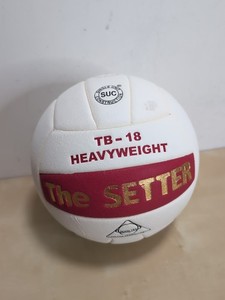 SUC
TB-18
HEAVYWEIGHT
The SETTER